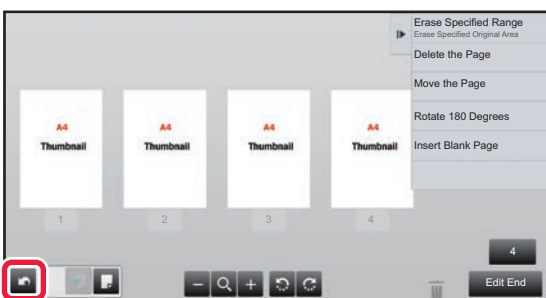 Erase Specified Range
Erase Specified Original Area
Delete the Page
Move the Page
Rotate 180 Degrees
Insert Blank Page
A4 A4 A4 A4
Thumbnail Thumbnail Thumbnail Thumbnail
1 2 3 4
4
Edit End